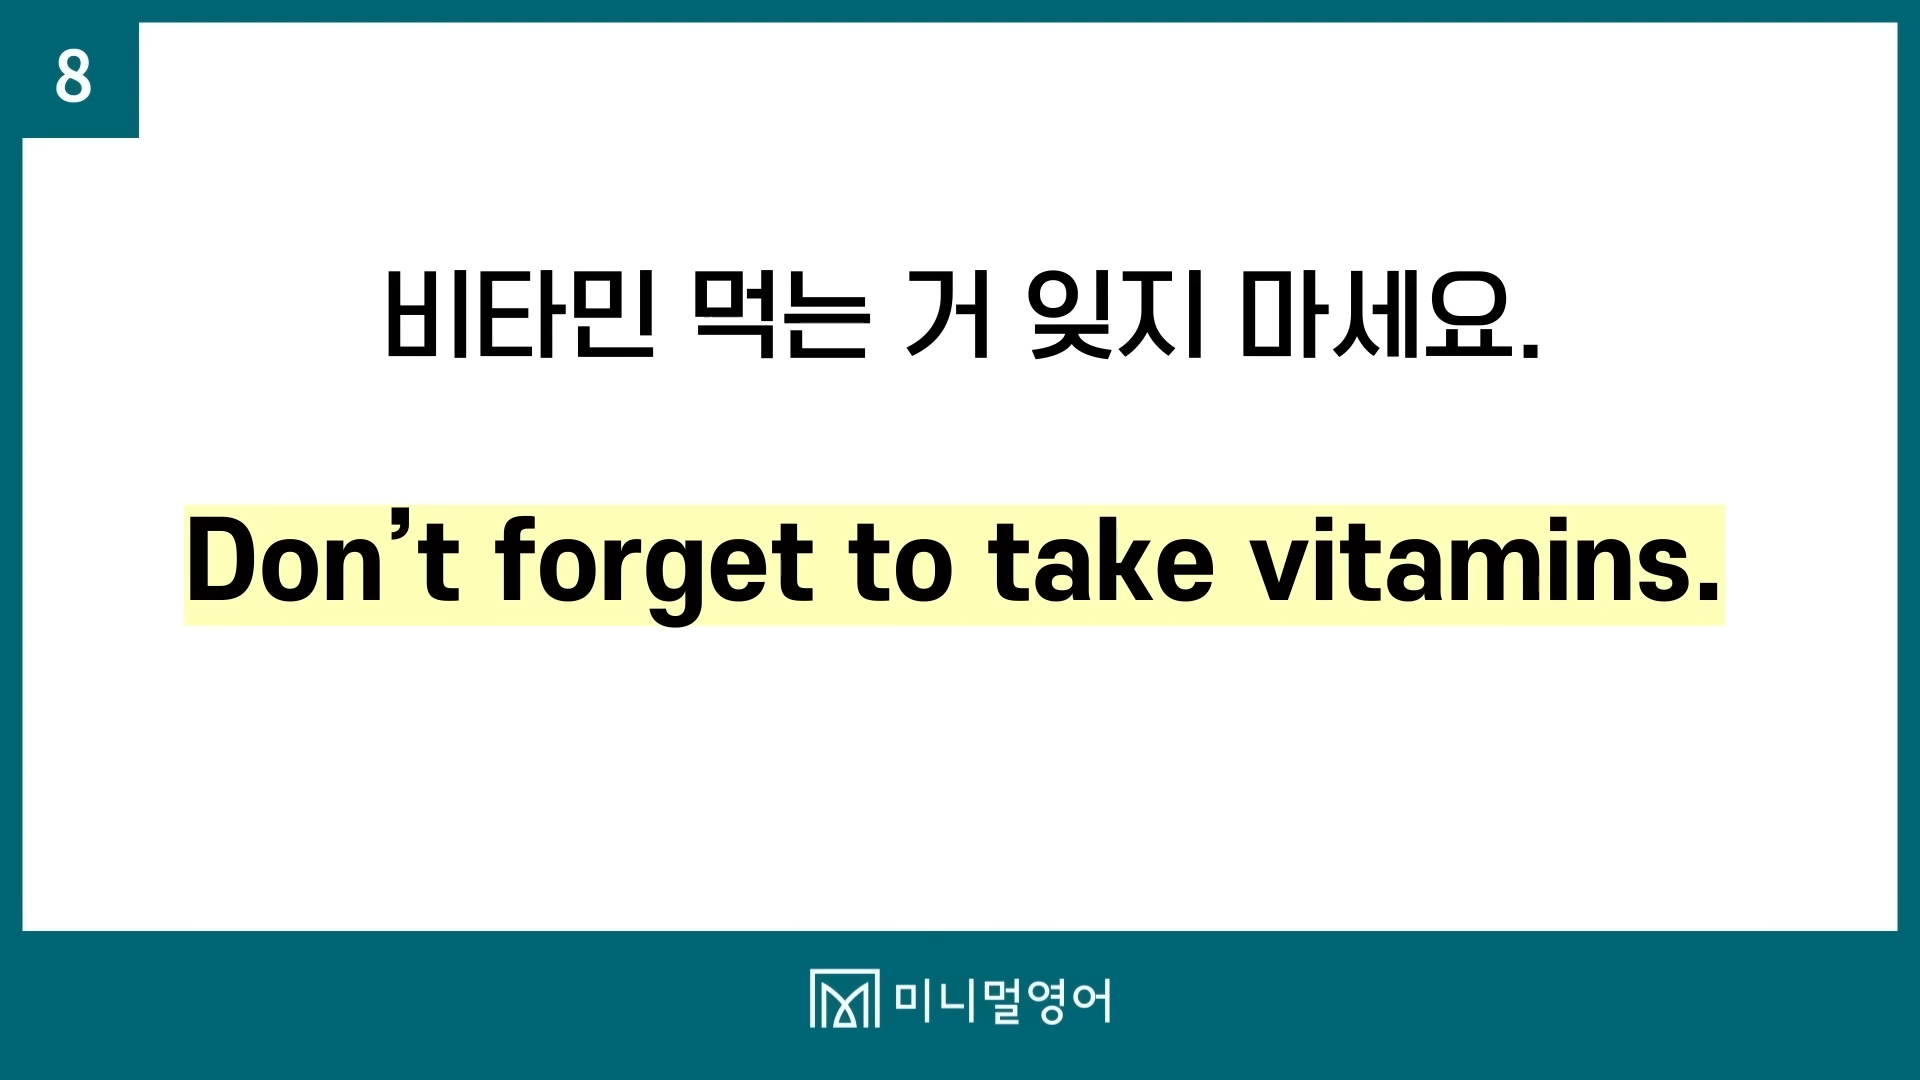 8
비타민 먹는 거 잊지 마세요.
Don’t forget to take vitamins.
미니멀영어